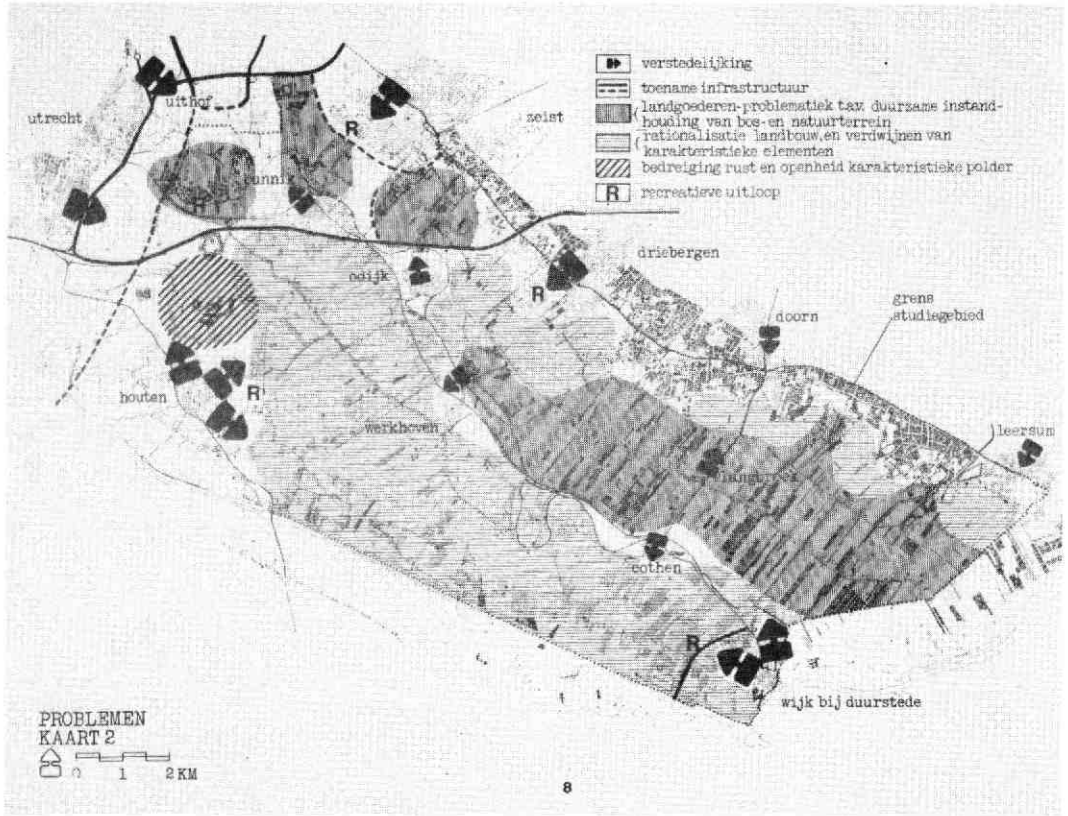 verstedelijking
toename infrastructuur
landgoederen-problematiek t.a.v. duurzame instand-
houding van bos- en natuurterrein
rationalisatie landbouw, en verdwijnen van
karakteristieke elementen
bedreiging rust en openheid karakteristieke polder
R recreatieve uitloop
utrecht
uithof
zeist
R
bunnik
R
odijk
R
driebergen
doorn
grens
studiegebied
houten
R
werkhoven
leersum
cothen
R
wijk bij duurstede
PROBLEMEN
KAART 2
0 1 2 KM
8